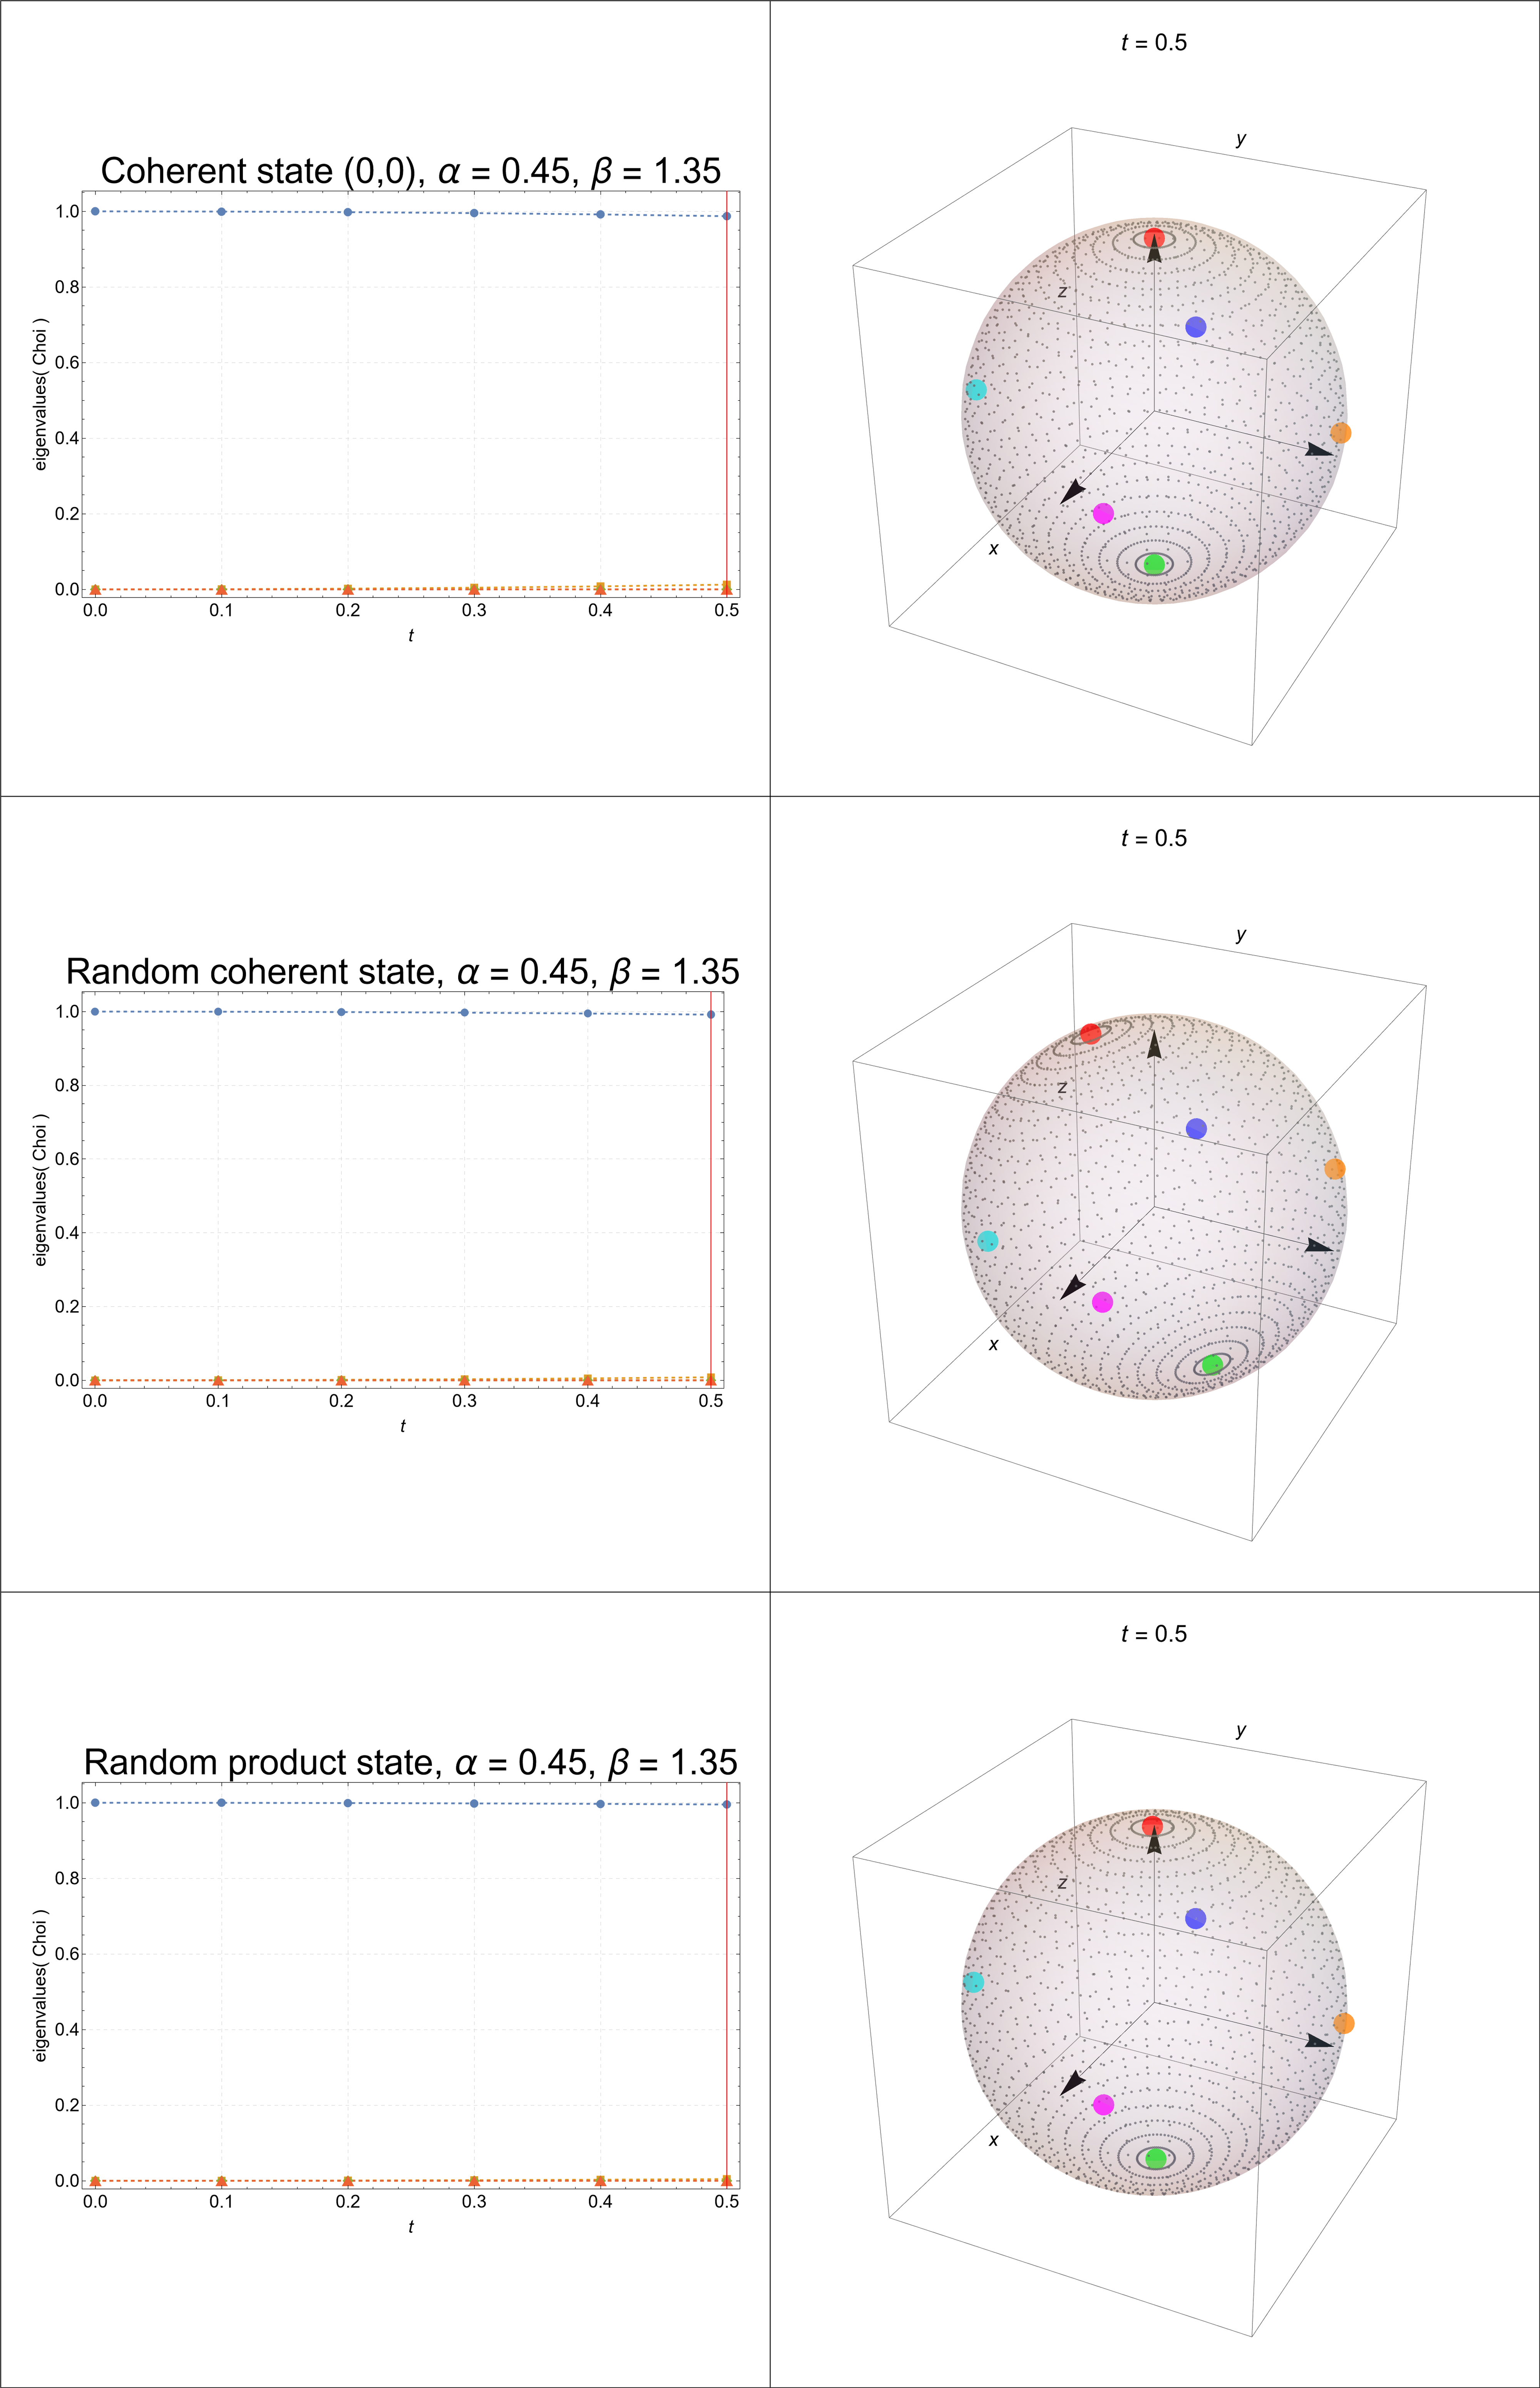 t = 0.5
Coherent state (0,0), α = 0.45, β = 1.35
eigenvalues( Choi )
1.0
0.8
0.6
0.4
0.2
0.0
0.0 0.1 0.2 0.3 0.4 0.5
t
y
z
x
t = 0.5
Random coherent state, α = 0.45, β = 1.35
eigenvalues( Choi )
1.0
0.8
0.6
0.4
0.2
0.0
0.0 0.1 0.2 0.3 0.4 0.5
t
y
z
x
t = 0.5
Random product state, α = 0.45, β = 1.35
eigenvalues( Choi )
1.0
0.8
0.6
0.4
0.2
0.0
0.0 0.1 0.2 0.3 0.4 0.5
t
y
z
x